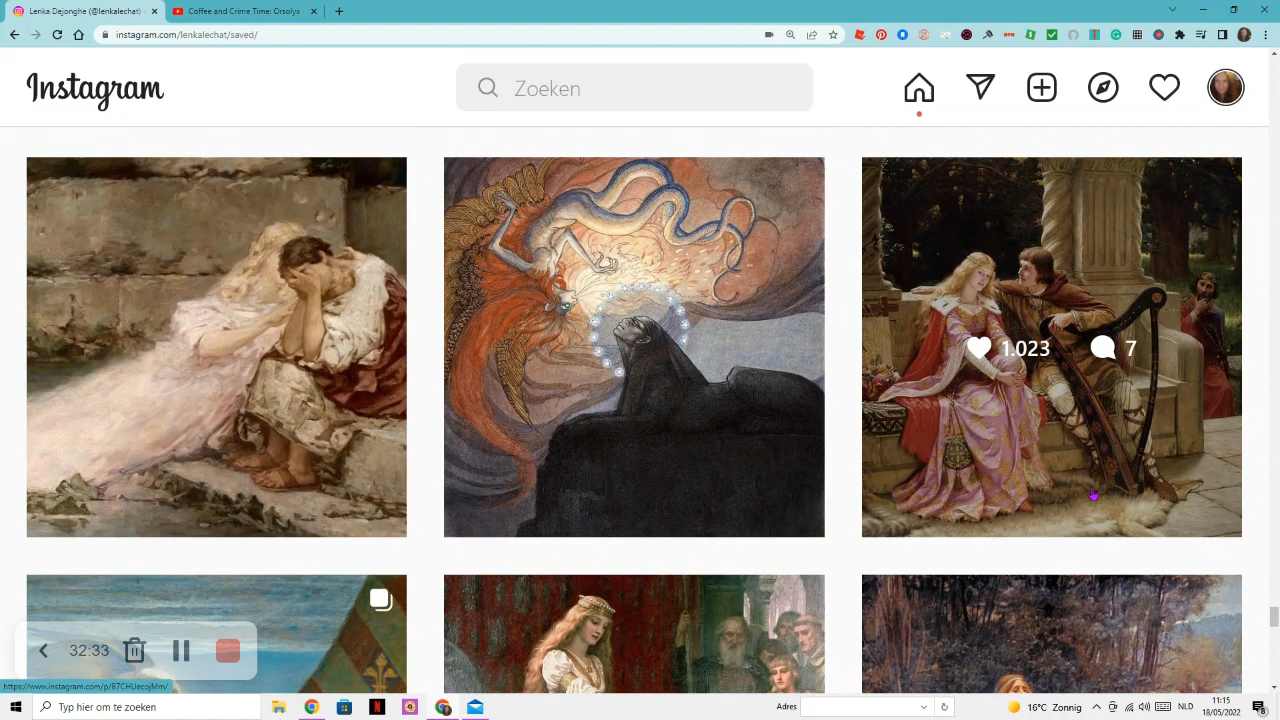 Lenka Dejonghe (@lenkalechat) ·
Coffee and Crime Time: Orsolya
instagram.com/lenkalechat/saved/
Instagram
Zoeken
1.023
7
32:33
https://www.instagram.com/p/B7CHUecojMm/
Typ hier om te zoeken
Adres
16°C Zonnig
NLD
11:15
18/05/2022
8